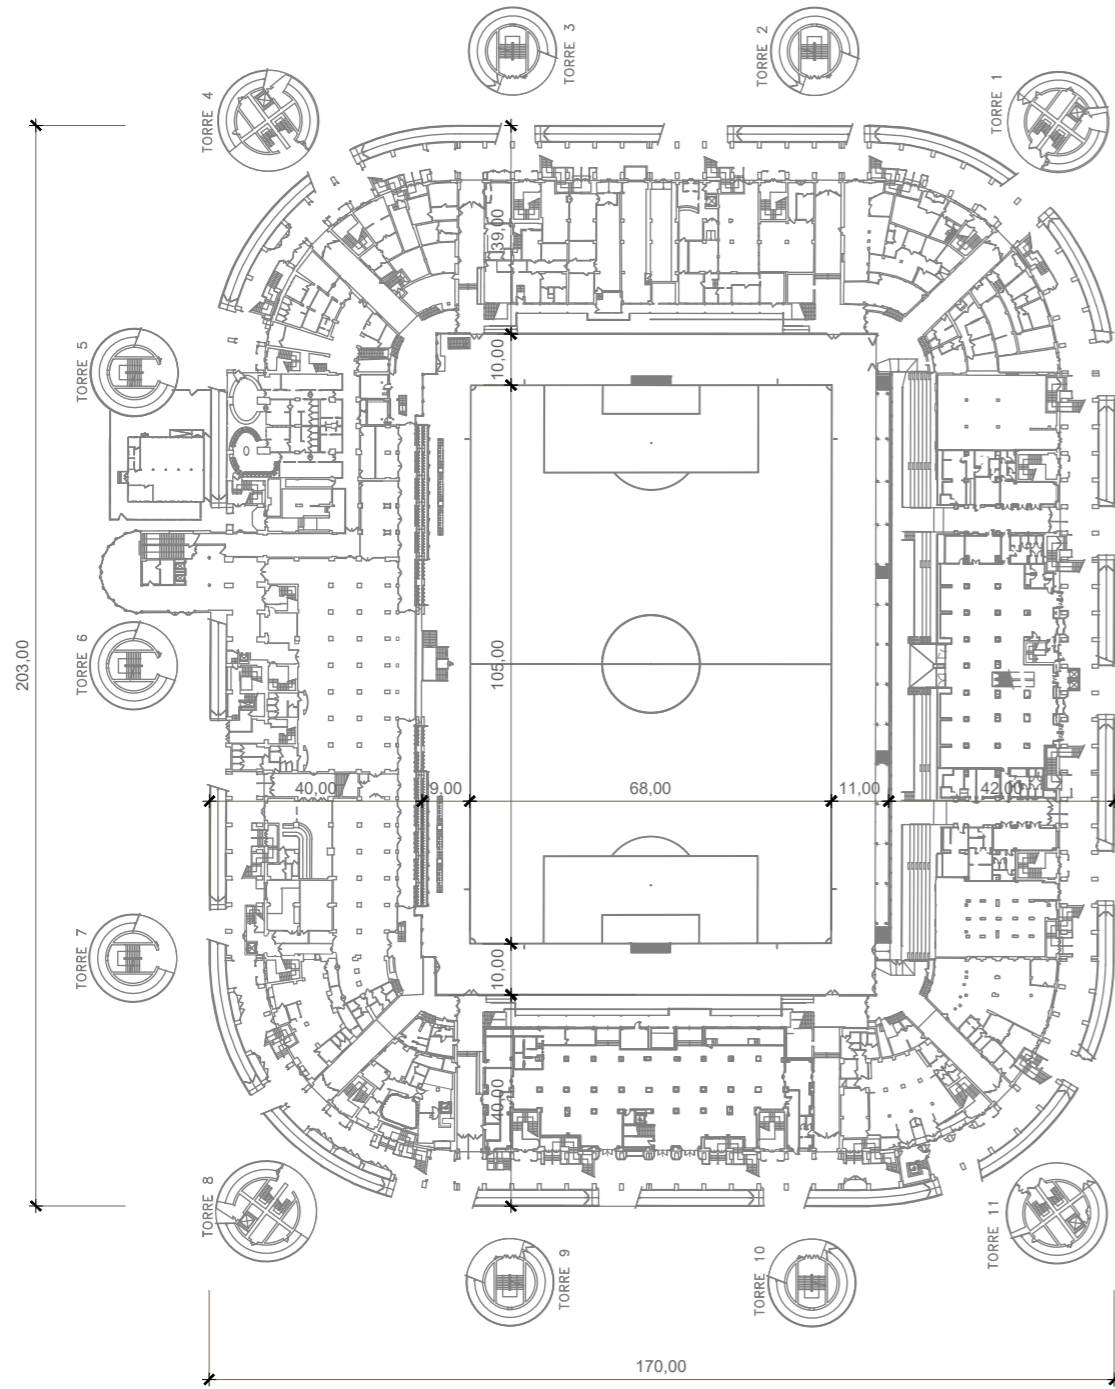 TORRE 3
TORRE 2
TORRE 4
TORRE 1
39,00
TORRE 5
10,00
203,00
TORRE 6
105,00
40,00
9,00
68,00
11,00
42,00
TORRE 7
10,00
40,00
TORRE 8
TORRE 9
TORRE 10
TORRE 11
170,00